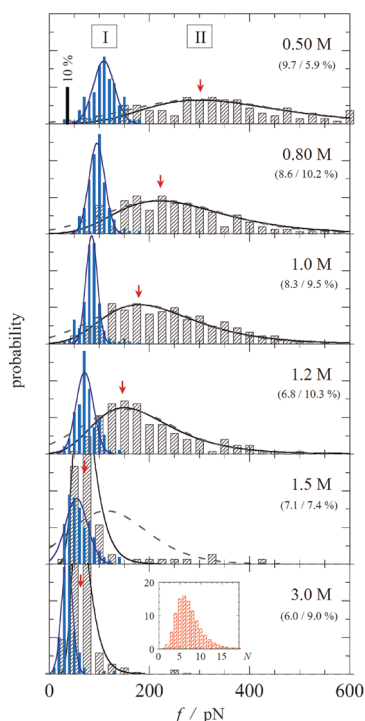 I II
10 %
0.50 M
(9.7 / 5.9 %)
0.80 M
(8.6 / 10.2 %)
1.0 M
(8.3 / 9.5 %)
probability
1.2 M
(6.8 / 10.3 %)
1.5 M
(7.1 / 7.4 %)
3.0 M
(6.0 / 9.0 %)
20
10
0
0 5 10 15 N
0 200 400 600
f / pN